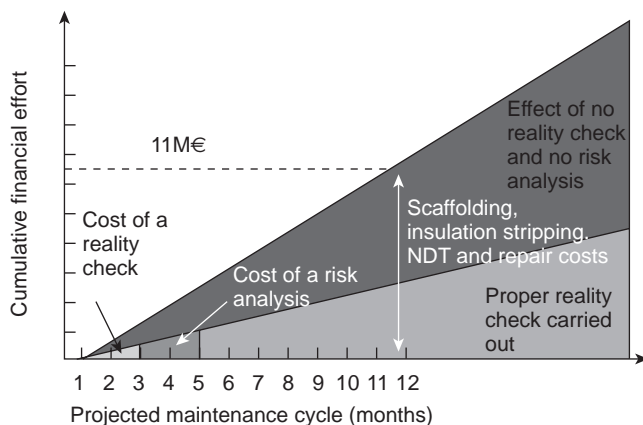 Cumulative financial effort
11M€
Cost of a
reality
check
Cost of a risk
analysis
Effect of no
reality check
and no risk
analysis
Scaffolding,
insulation stripping.
NDT and repair costs
Proper reality
check carried
out
1 2 3 4 5 6 7 8 9 10 11 12
Projected maintenance cycle (months)